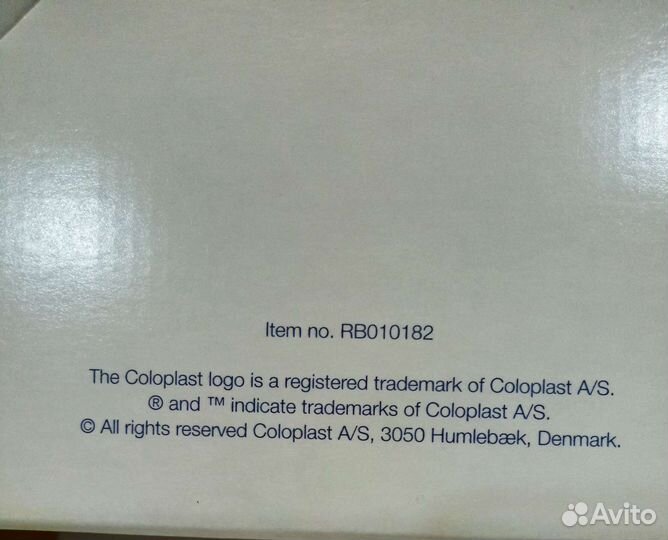 Item no. RB010182
The Coloplast logo is a registered trademark of Coloplast A/S.
® and ™ indicate trademarks of Coloplast A/S.
© All rights reserved Coloplast A/S, 3050 Humlebæk, Denmark.
Avito